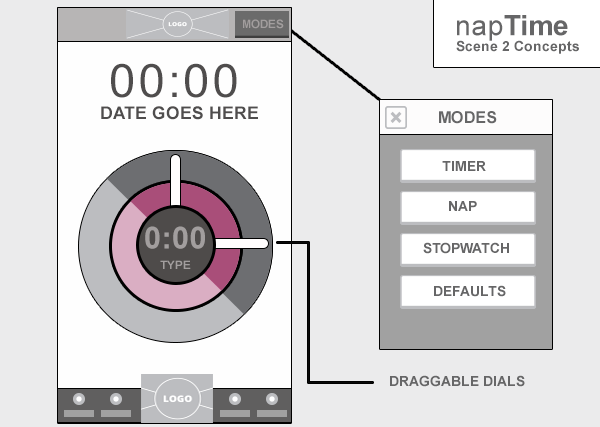 LOGO
MODES
napTime
Scene 2 Concepts
00:00
DATE GOES HERE
MODES
TIMER
NAP
STOPWATCH
DEFAULTS
0:00
TYPE
DRAGGABLE DIALS
LOGO